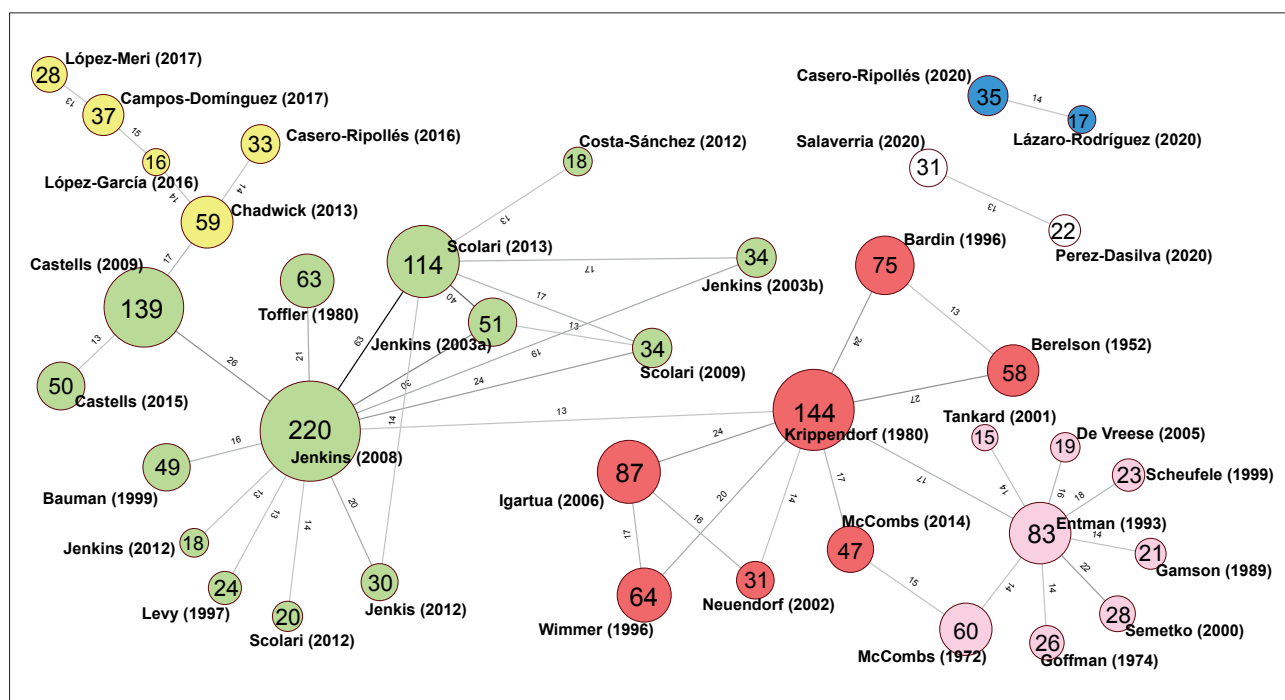 López-Meri (2017)
28
13
Campos-Domínguez (2017)
37
15
Casero-Ripollés (2016)
33
16
López-García (2016)
14
14
Chadwick (2013)
59
17
Castells (2009)
139
13
26
50
Castells (2015)
63
Toffler (1980)
21
Costa-Sánchez (2012)
18
13
Scolari (2013)
114
17
34
Jenkins (2003b)
40
17
51
13
Jenkins (2003a)
63
19
34
Scolari (2009)
30
24
14
220
Jenkins (2008)
13
16
49
Bauman (1999)
13
18
Jenkins (2012)
13
24
Levy (1997)
14
20
Scolari (2012)
20
30
Jenkis (2012)
Casero-Ripollés (2020)
35
14
17
Lázaro-Rodríguez (2020)
Salaverria (2020)
31
13
22
Perez-Dasilva (2020)
Bardin (1996)
75
13
24
Berelson (1952)
58
27
144
Krippendorf (1980)
24
87
Igartua (2006)
20
14
17
17
17
16
McCombs (2014)
47
64
Wimmer (1996)
31
Neuendorf (2002)
15
60
McCombs (1972)
Tankard (2001)
15
14
De Vreese (2005)
19
16
Scheufele (1999)
23
18
Entman (1993)
83
14
21
Gamson (1989)
22
28
Semetko (2000)
14
26
Goffman (1974)
14